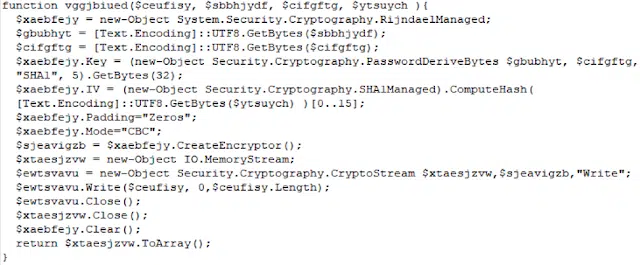 function vggjbiued($ceufisy, $sbbhjydf, $cifgftg, $ytsuych ){
$xaebfejy = new-Object System.Security.Cryptography.RijndaelManaged;
$gbubhyt = [Text.Encoding]::UTF8.GetBytes($sbbhjydf);
$cifgftg = [Text.Encoding]::UTF8.GetBytes($cifgftg);
$xaebfejy.Key = (new-Object Security.Cryptography.PasswordDeriveBytes $gbubhyt, $cifgftg,
"SHA1", 5).GetBytes(32);
$xaebfejy.IV = (new-Object Security.Cryptography.SHA1Managed).ComputeHash(
[Text.Encoding]::UTF8.GetBytes($ytsuych) )[0..15];
$xaebfejy.Padding="Zeros";
$xaebfejy.Mode="CBC";
$sjeavigzb = $xaebfejy.CreateEncryptor();
$xtaesjzvw = new-Object IO.MemoryStream;
$ewtsvavu = new-Object Security.Cryptography.CryptoStream $xtaesjzvw,$sjeavigzb,"Write";
$ewtsvavu.Write($ceufisy, 0,$ceufisy.Length);
$ewtsvavu.Close();
$xtaesjzvw.Close();
$xaebfejy.Clear();
return $xtaesjzvw.ToArray();
}